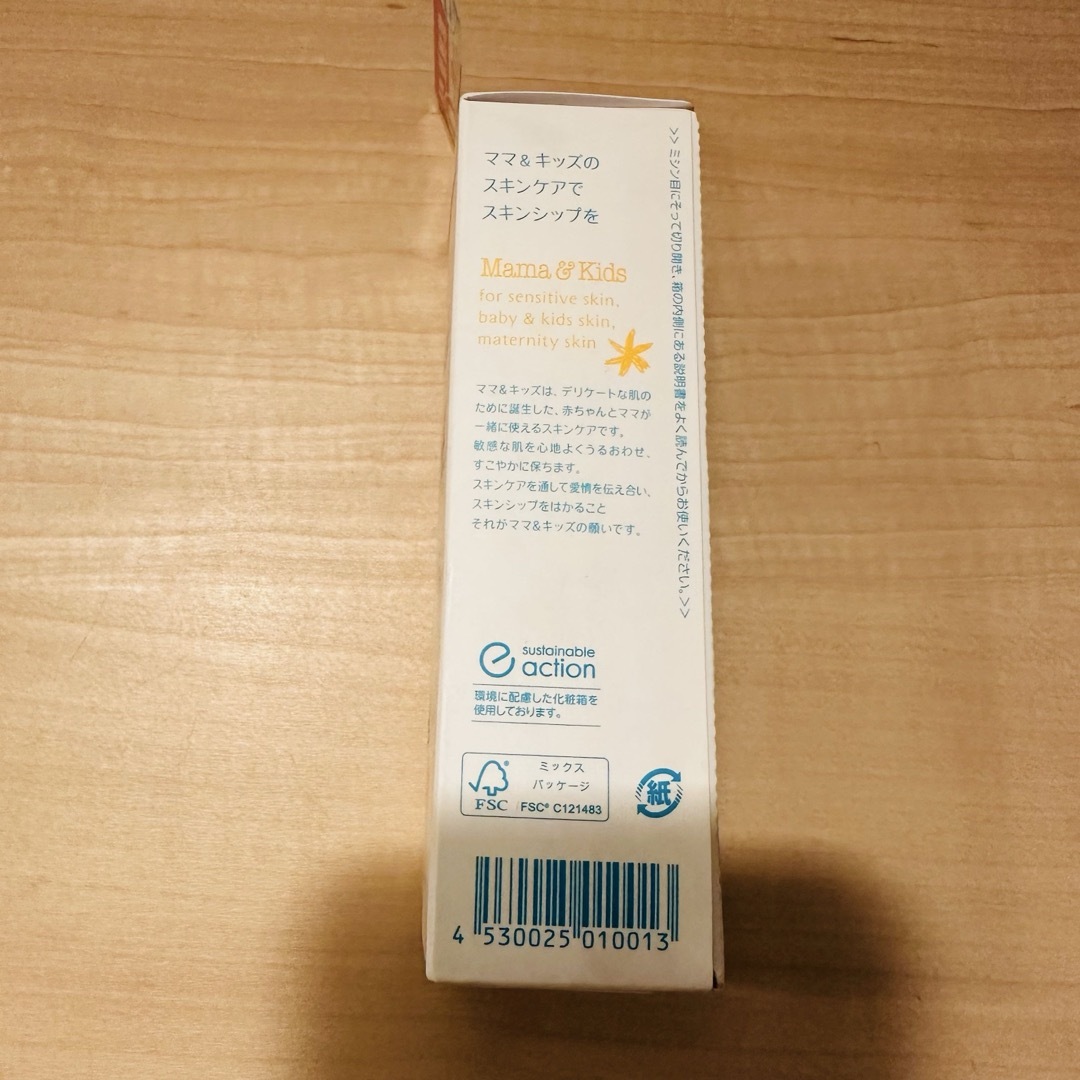 ママ＆キッズの
スキンケアで
スキンシップを
Mama & Kids
for sensitive skin,
baby & kids skin,
maternity skin
ママ&キッズは、デリケートな肌の
ために誕生した、赤ちゃんとママが
一緒に使えるスキンケアです。
敏感な肌を心地よくうるおわせ、
すこやかに保ちます。
スキンケアを通して愛情を伝え合い、
スキンシップをはかること
それがママ&キッズの願いです。
>> ミシン目にそって切り開き、箱の内側にある説明書をよく読んでからお使いください。>>
sustainable
action
環境に配慮した化粧箱を
使用しております。
ミックス
パッケージ
FSC
FSC® C121483
紙
4 530025 010013